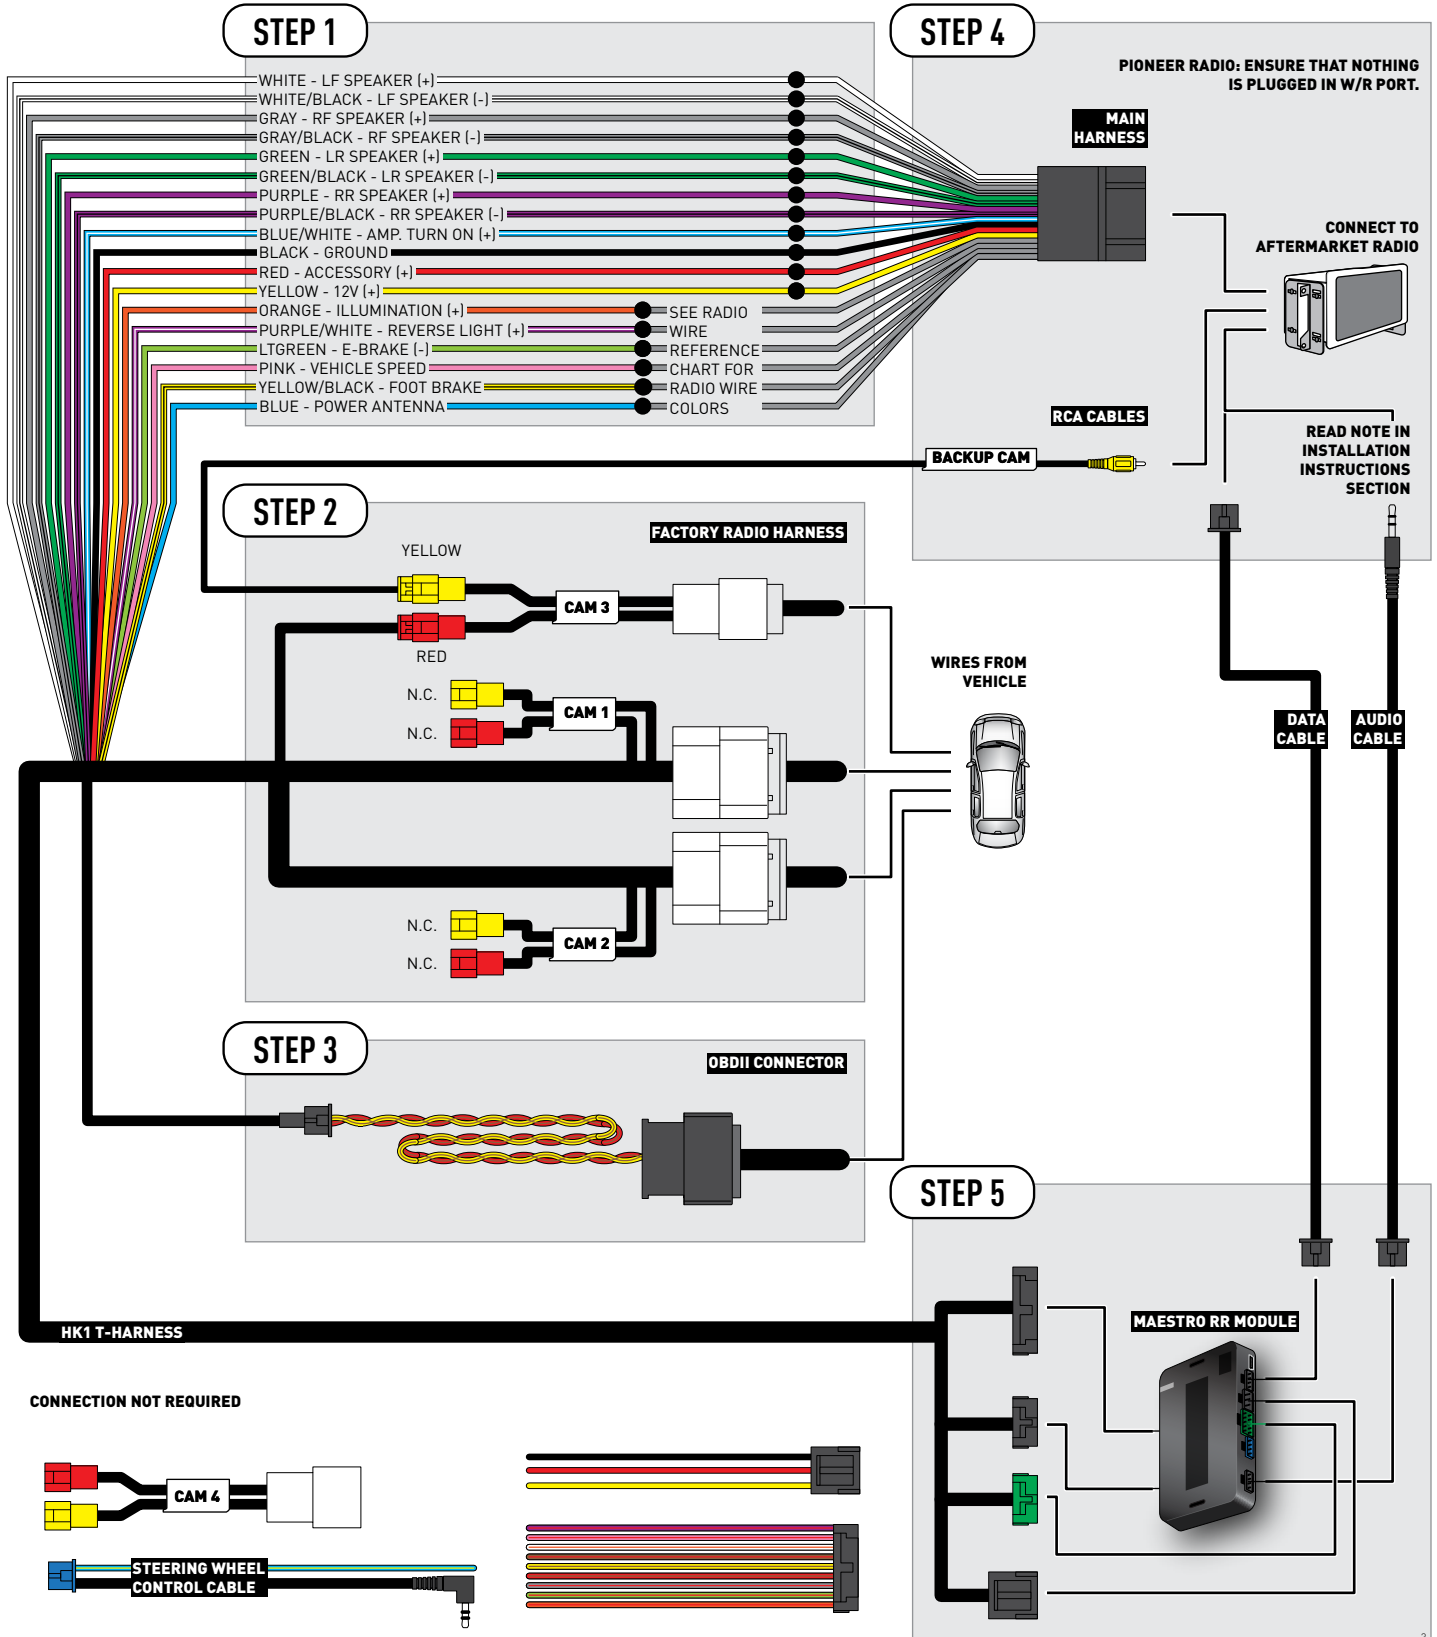 STEP 1
WHITE - LF SPEAKER (+)
WHITE/BLACK - LF SPEAKER (-)
GRAY - RF SPEAKER (+)
GRAY/BLACK - RF SPEAKER (-)
GREEN - LR SPEAKER (+)
GREEN/BLACK - LR SPEAKER (-)
PURPLE - RR SPEAKER (+)
PURPLE/BLACK - RR SPEAKER (-)
BLUE/WHITE - AMP. TURN ON (+)
BLACK - GROUND
RED - ACCESSORY (+)
YELLOW - 12V (+)
ORANGE - ILLUMINATION (+)
PURPLE/WHITE - REVERSE LIGHT (+)
LTGREEN - E-BRAKE (-)
PINK - VEHICLE SPEED
YELLOW/BLACK - FOOT BRAKE
BLUE - POWER ANTENNA
SEE RADIO
WIRE
REFERENCE
CHART FOR
RADIO WIRE
COLORS
STEP 4
PIONEER RADIO: ENSURE THAT NOTHING
IS PLUGGED IN W/R PORT.
MAIN
HARNESS
CONNECT TO
AFTERMARKET RADIO
RCA CABLES
BACKUP CAM
READ NOTE IN
INSTALLATION
INSTRUCTIONS
SECTION
STEP 2
FACTORY RADIO HARNESS
YELLOW
CAM 3
RED
N.C.
CAM 1
N.C.
N.C.
CAM 2
N.C.
WIRES FROM
VEHICLE
DATA
CABLE
AUDIO
CABLE
STEP 3
OBDII CONNECTOR
STEP 5
MAESTRO RR MODULE
HK1 T-HARNESS
CONNECTION NOT REQUIRED
CAM 4
STEERING WHEEL
CONTROL CABLE